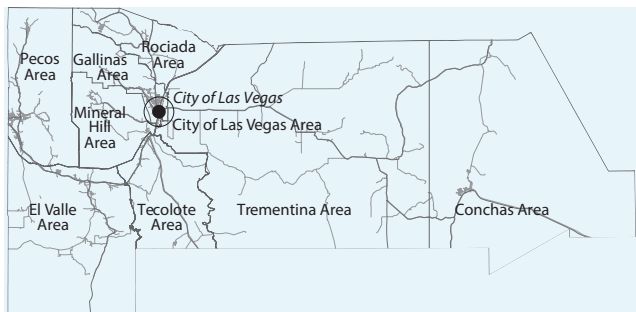 Pecos
Area
Gallinas
Area
Rociada
Area
City of Las Vegas
City of Las Vegas Area
Mineral
Hill
Area
El Valle
Area
Tecolote
Area
Trementina Area
Conchas Area